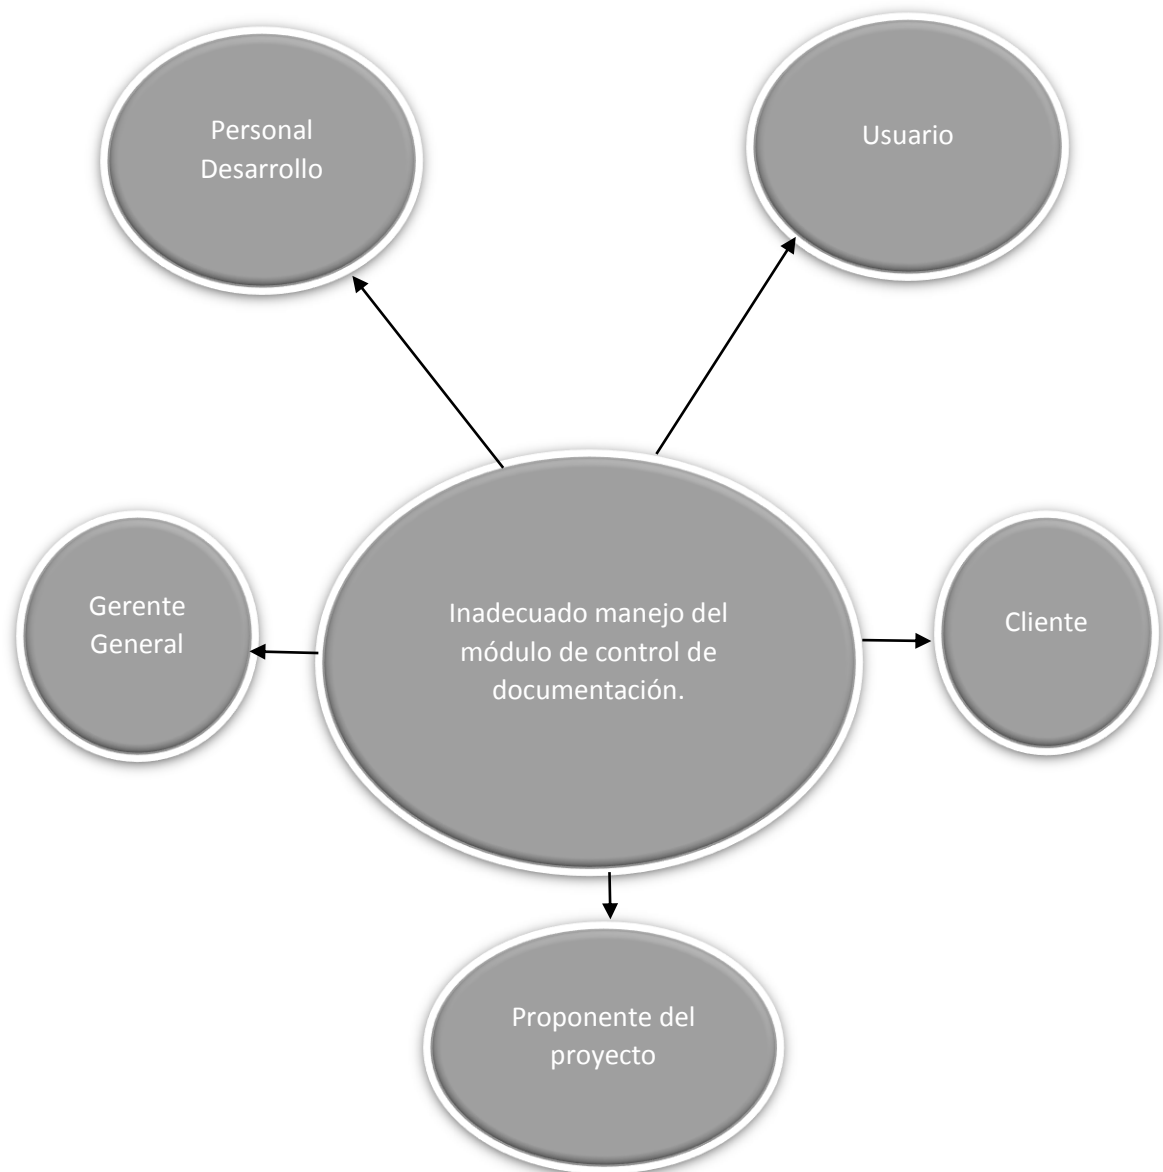 Personal
Desarrollo
Usuario
Gerente
General
Inadecuado manejo del
módulo de control de
documentación.
Cliente
Proponente del
proyecto